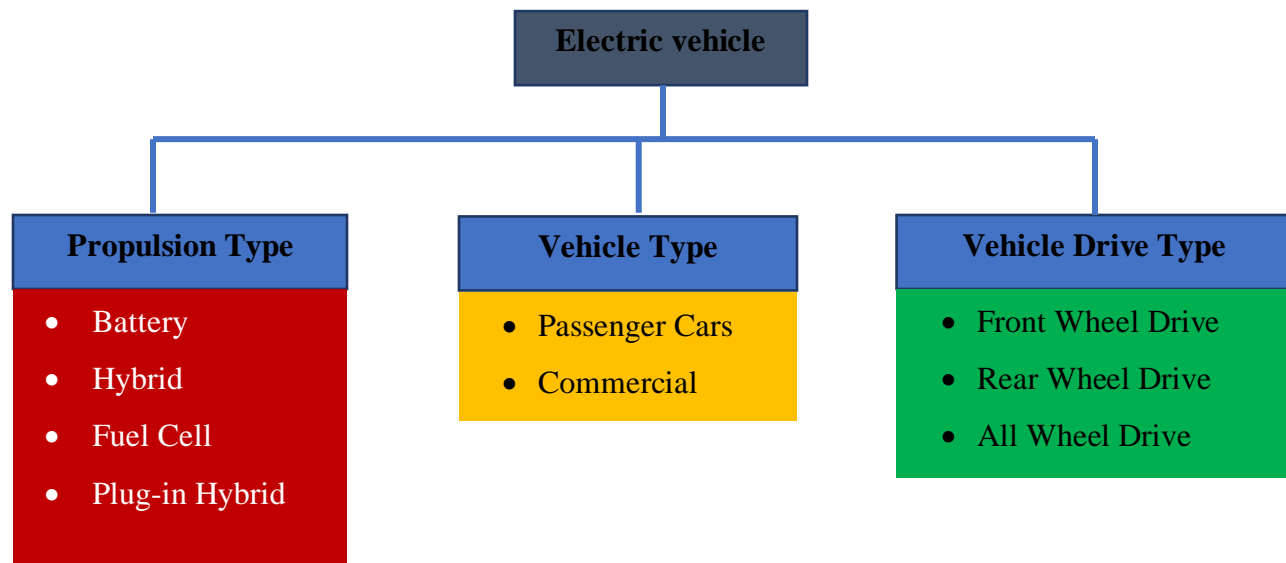 Electric vehicle
Propulsion Type
• Battery
• Hybrid
• Fuel Cell
• Plug-in Hybrid
Vehicle Type
• Passenger Cars
• Commercial
Vehicle Drive Type
• Front Wheel Drive
• Rear Wheel Drive
• All Wheel Drive